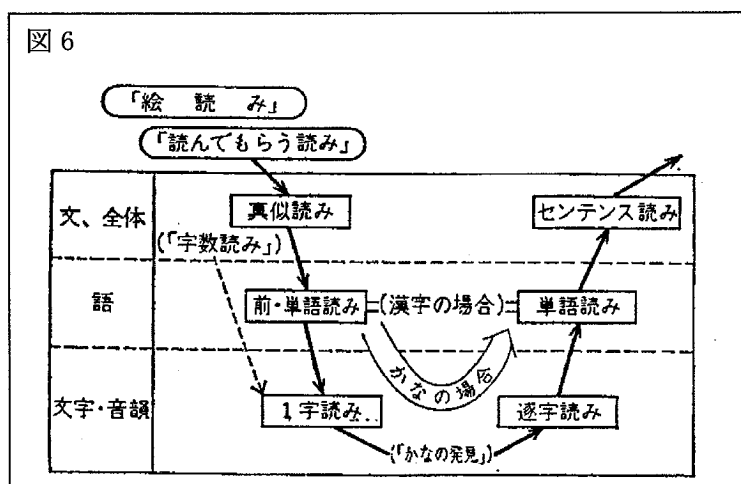 図 6
「絵 読 み」
「読んでもらう読み」
文、全体
真似読み
センテンス読み
(「字数読み」)
語
前・単語読み
(漢字の場合)
単語読み
かなの場合
文字・音韻
1字読み
逐字読み
(「かなの発見」)